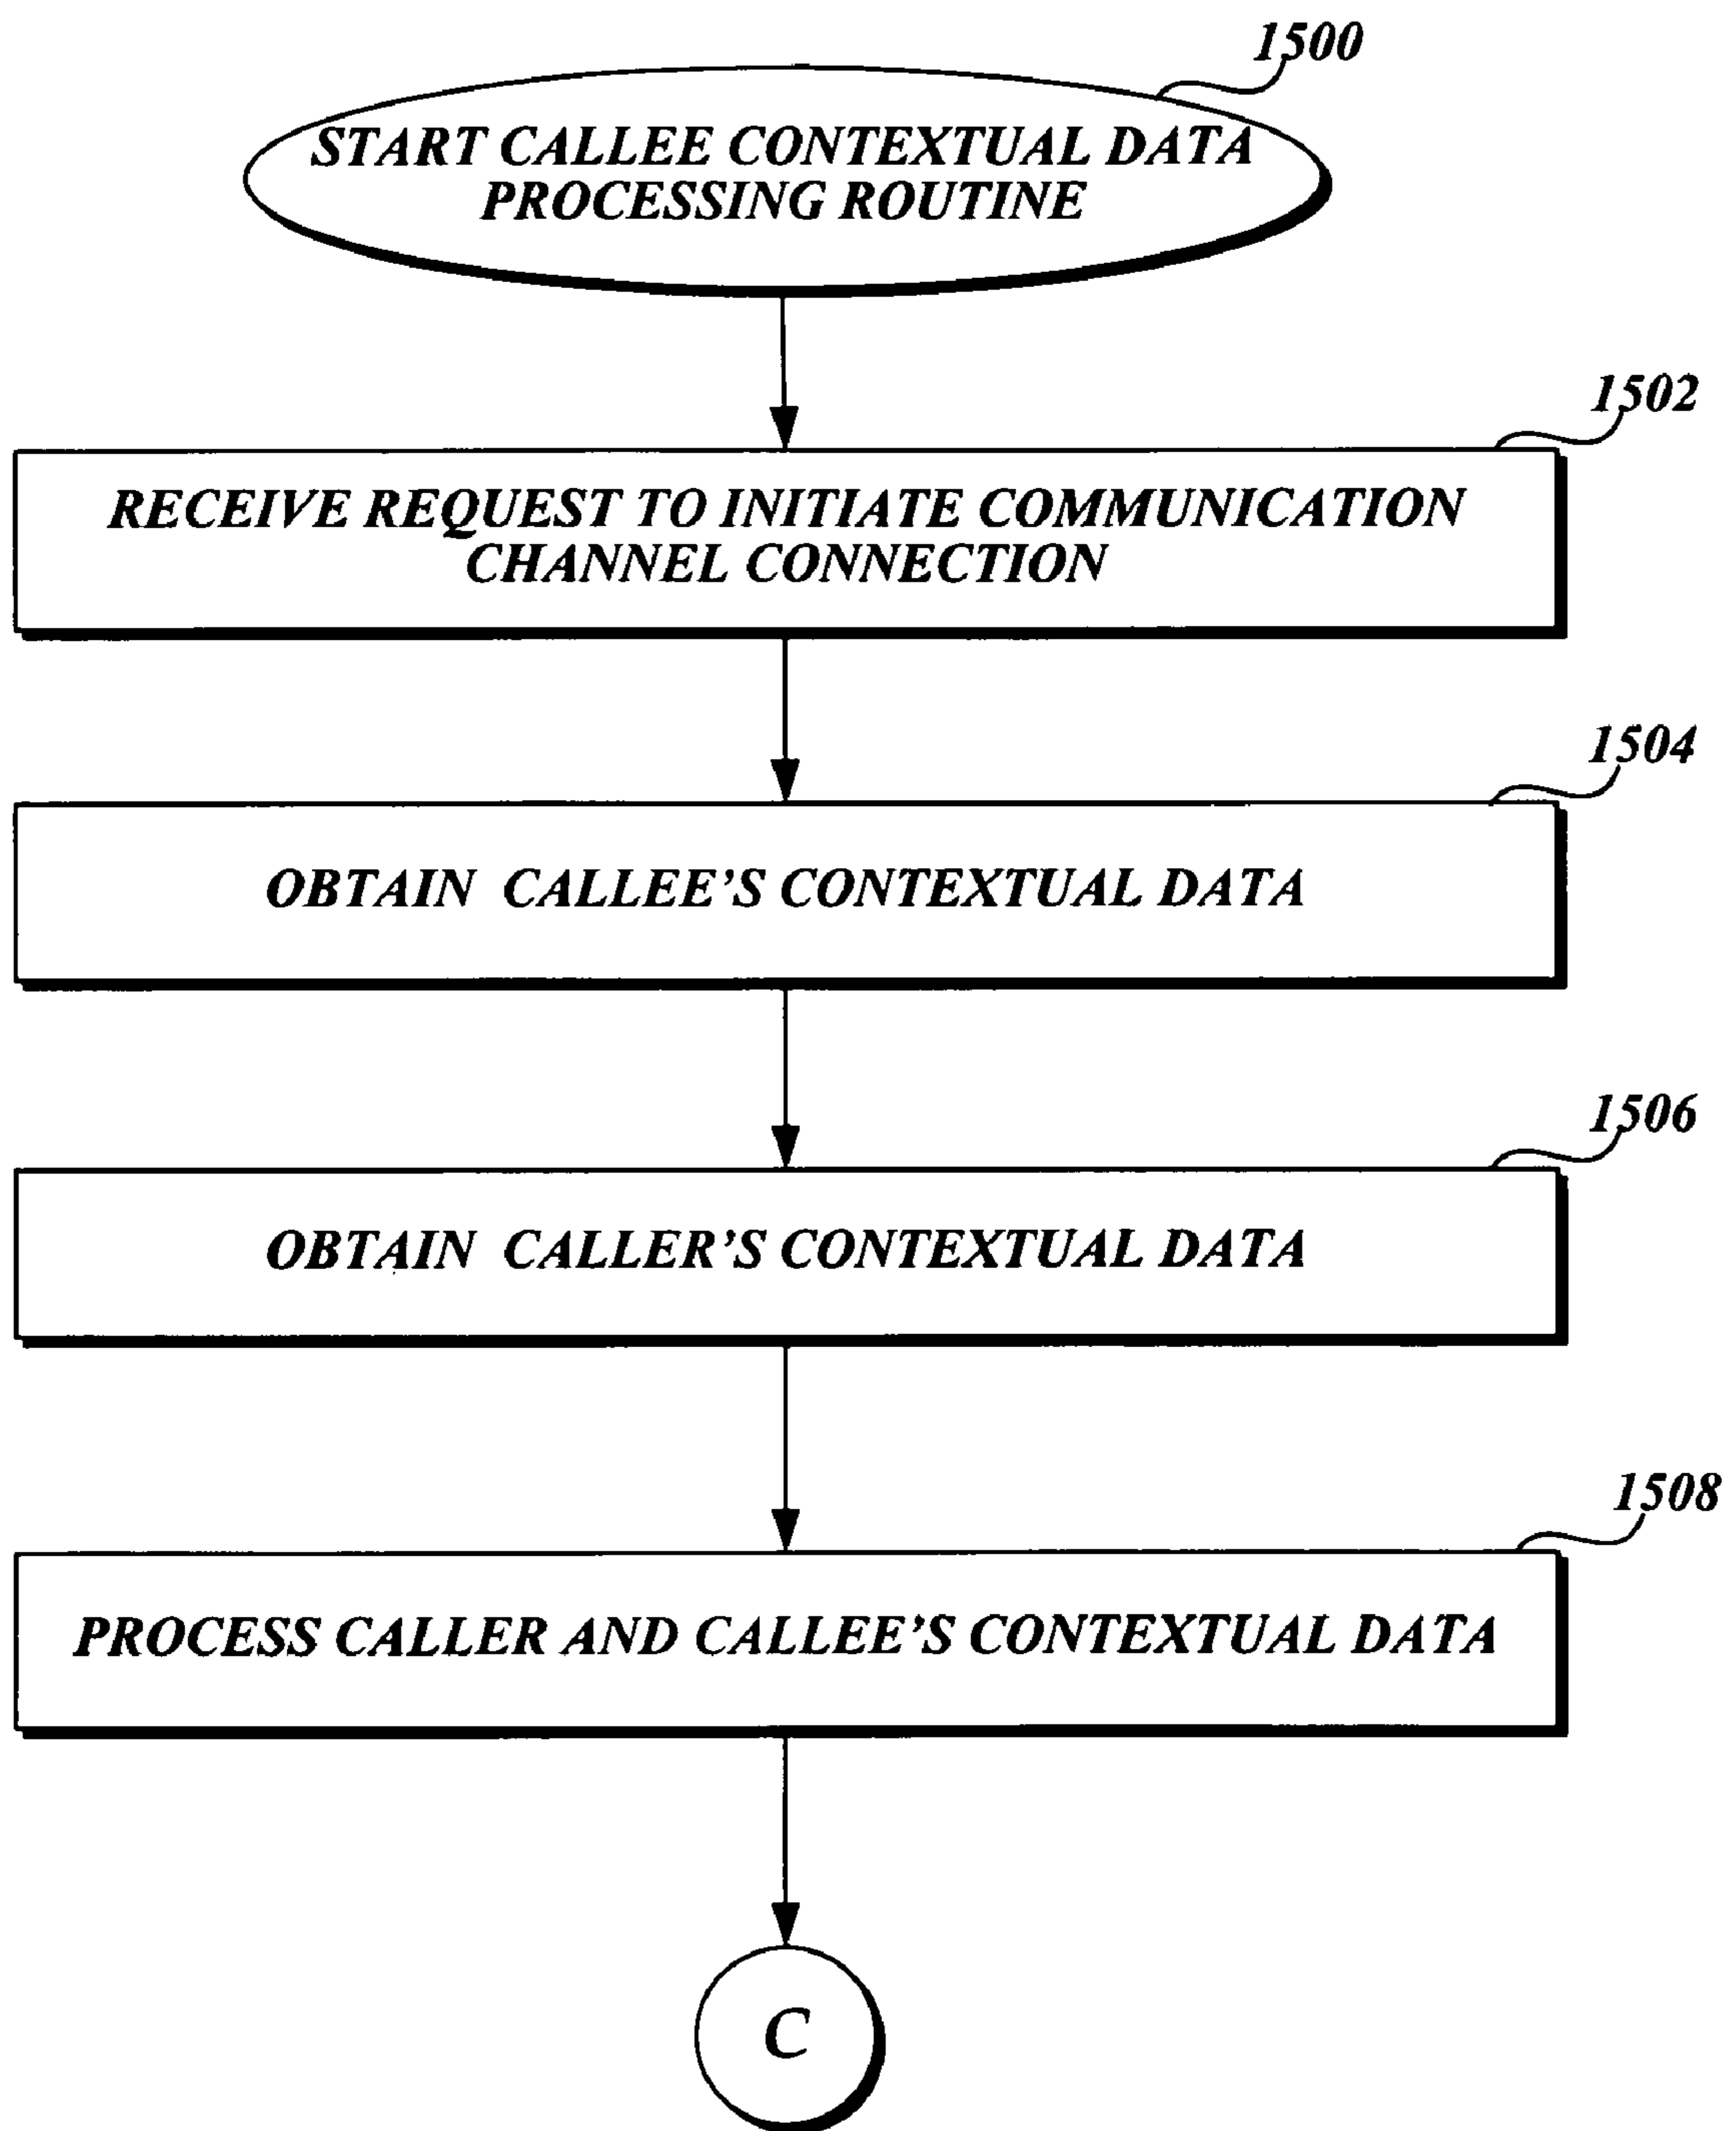 1500
START CALLEE CONTEXTUAL DATA
PROCESSING ROUTINE
1502
RECEIVE REQUEST TO INITIATE COMMUNICATION
CHANNEL CONNECTION
1504
OBTAIN CALLEE'S CONTEXTUAL DATA
1506
OBTAIN CALLER'S CONTEXTUAL DATA
1508
PROCESS CALLER AND CALLEE'S CONTEXTUAL DATA
C